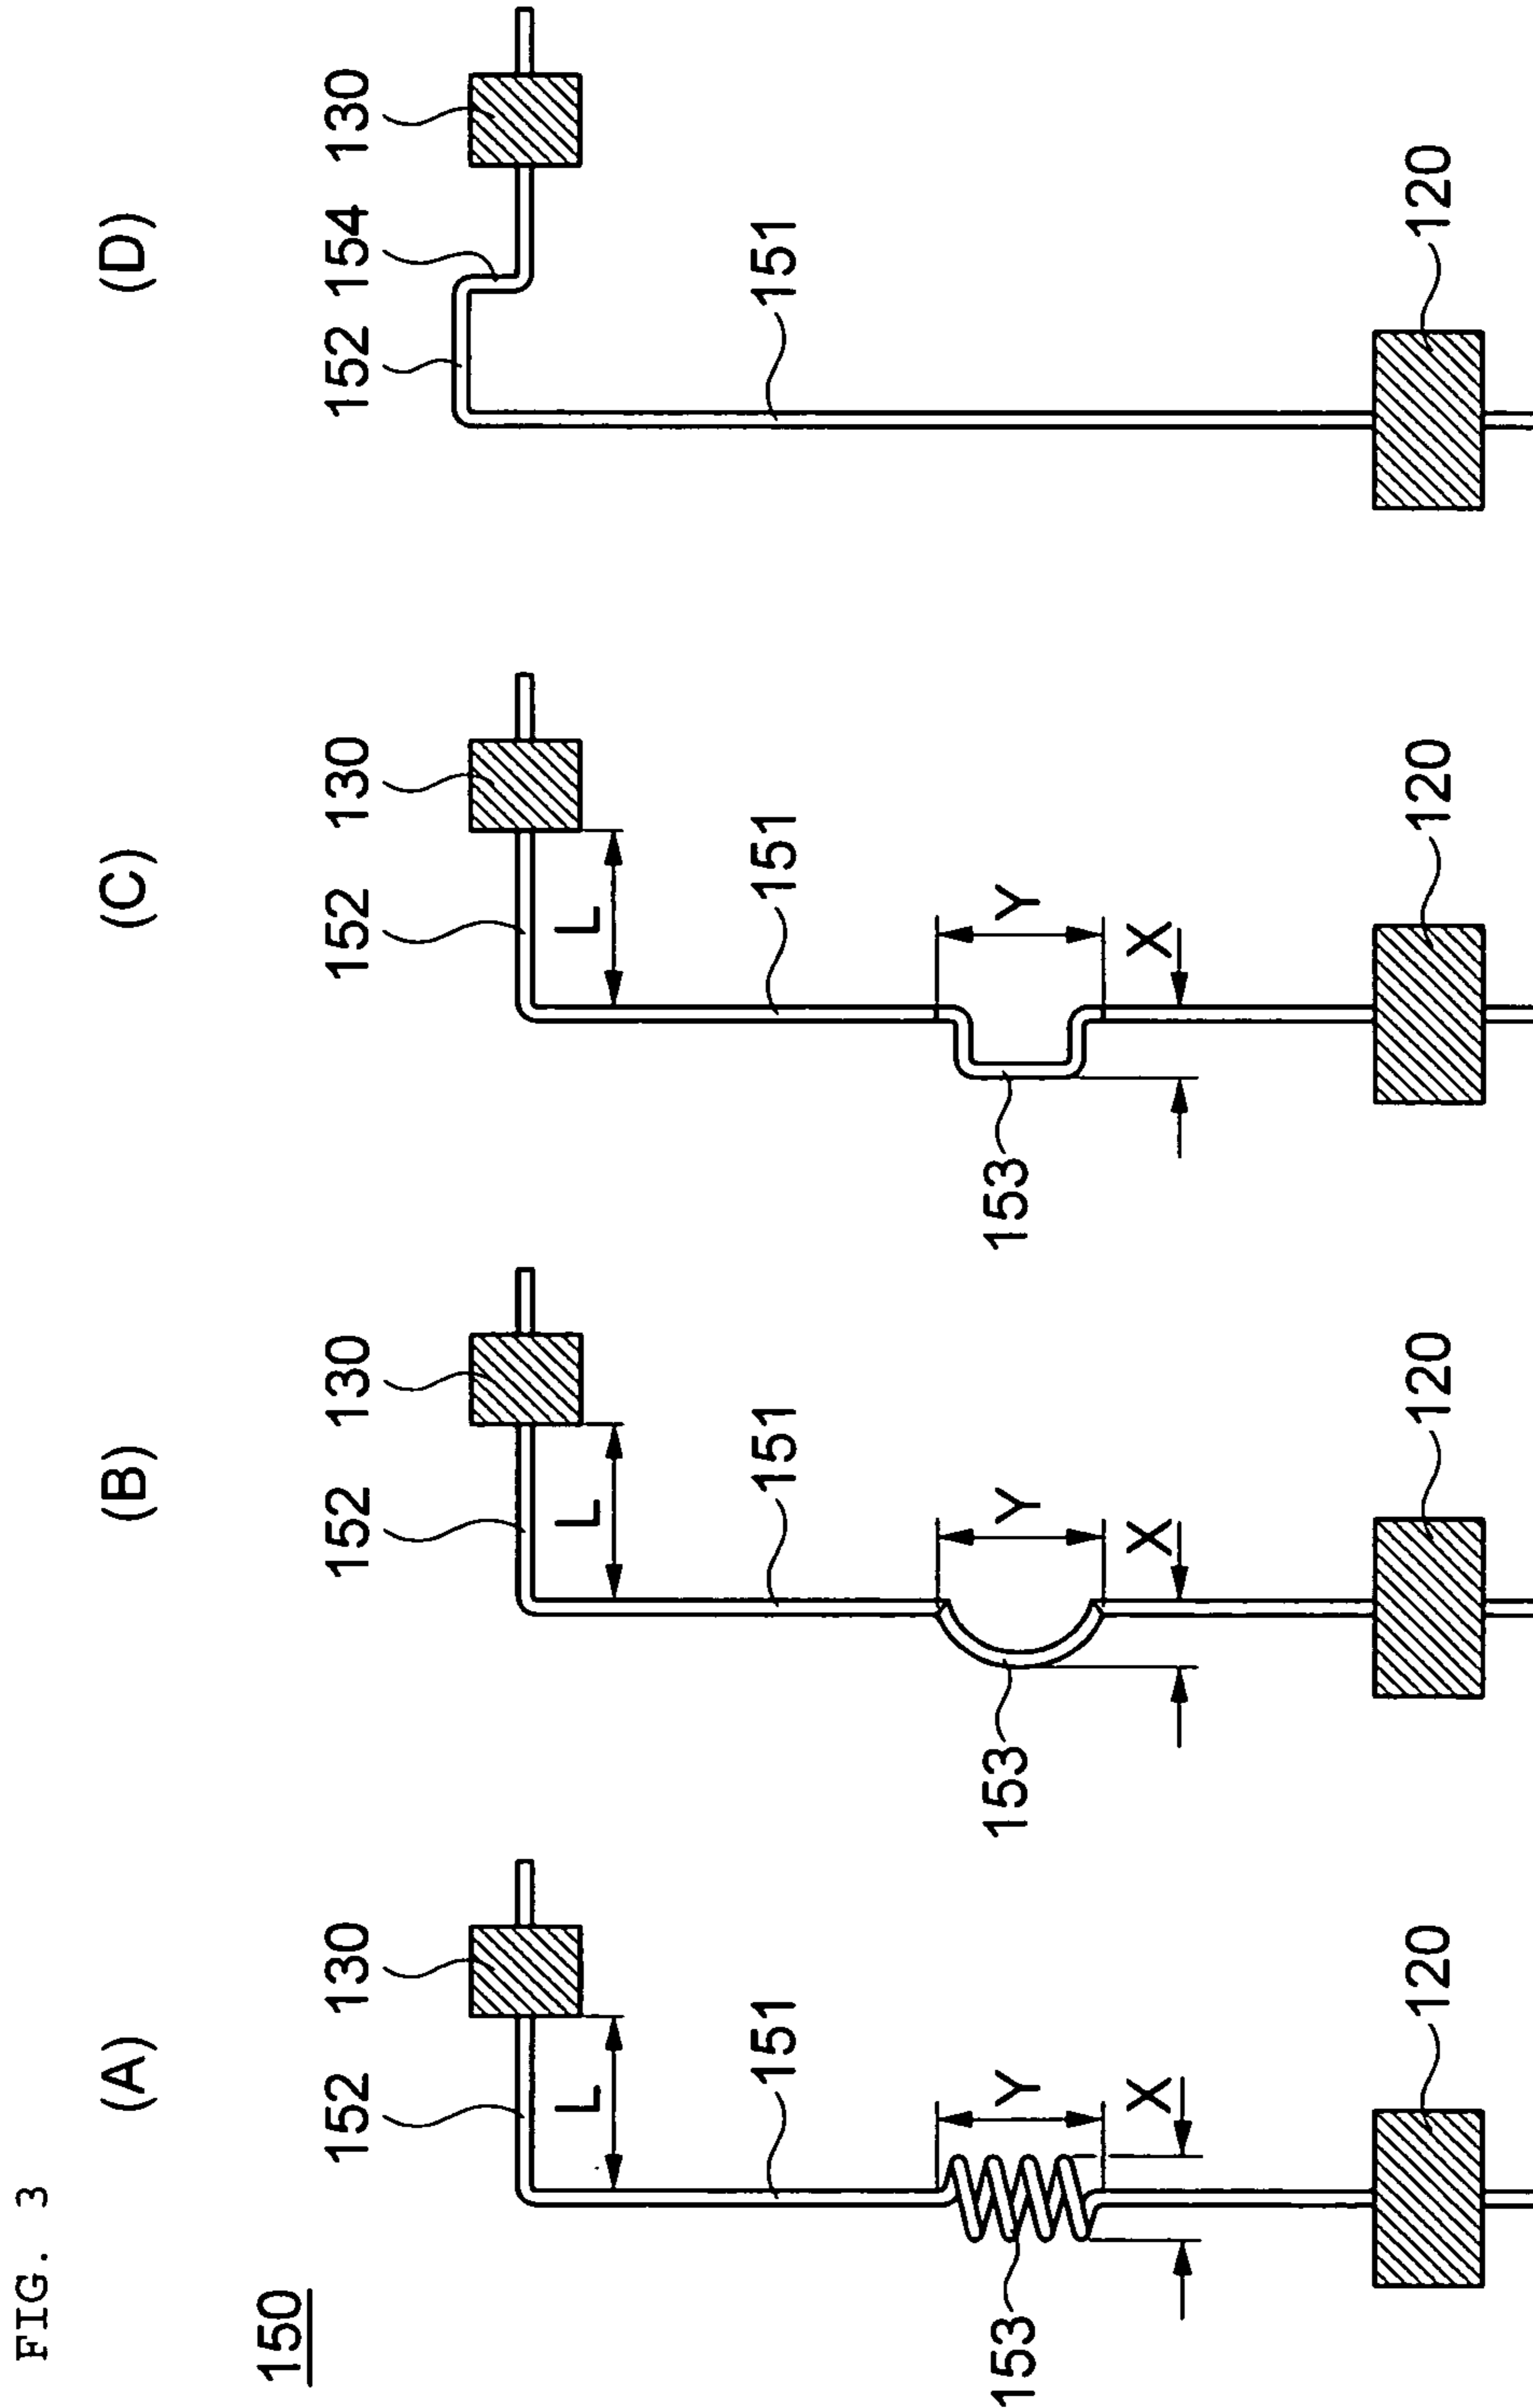 FIG. 3
(A) (B) (C) (D)
150
152 130 152 130 152 130 152 154 130
L L L
151 151 151 151
153 Y 153 Y 153 Y
X X X
120 120 120 120